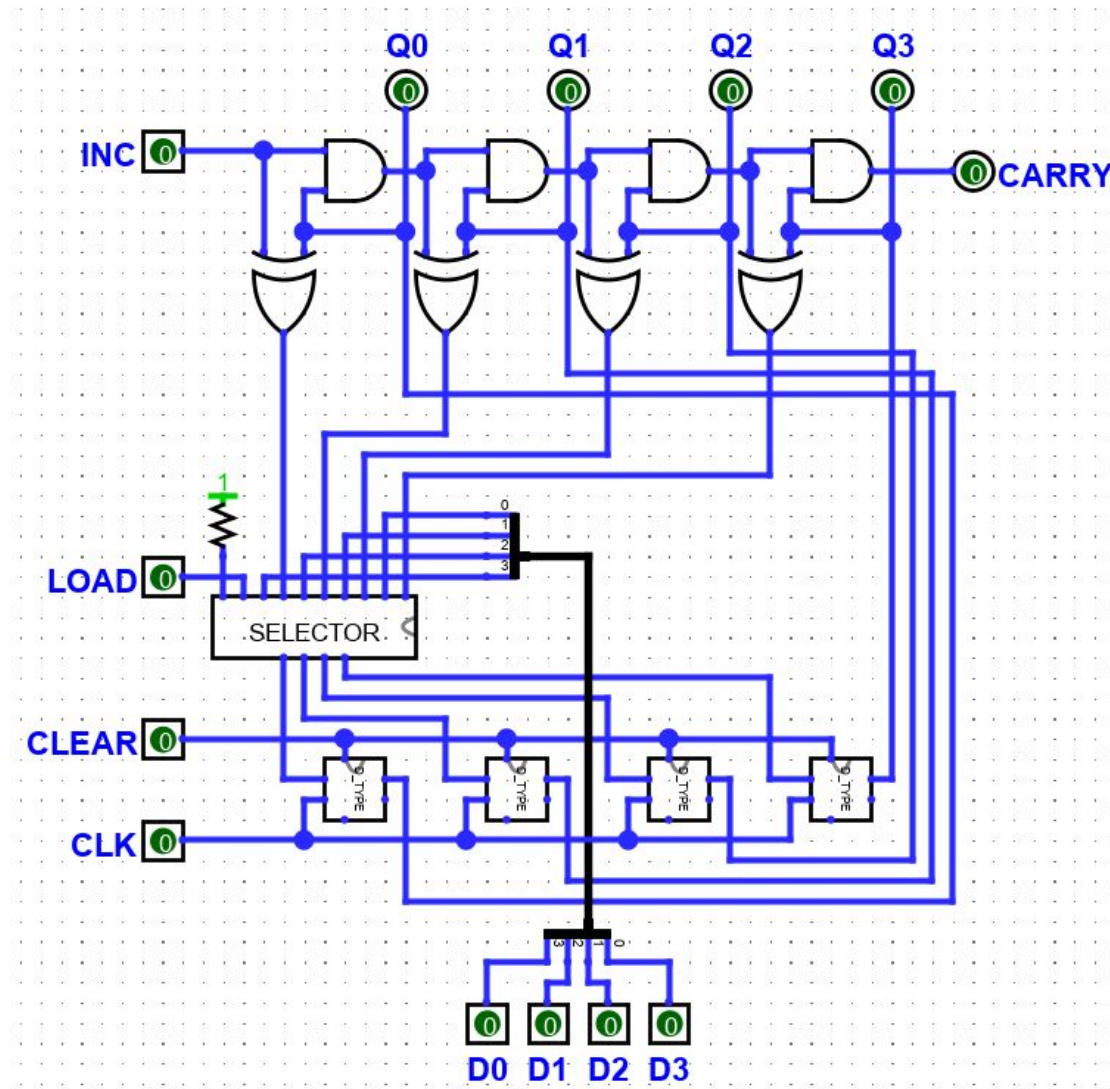 Q0 Q1 Q2 Q3
0 0 0 0
INC 0
0 CARRY
1
0
1
2
3
LOAD 0
SELECTOR
CLEAR 0
D_TYPE D_TYPE D_TYPE D_TYPE
CLK 0
3 2 1 0
0 0 0 0
D0 D1 D2 D3